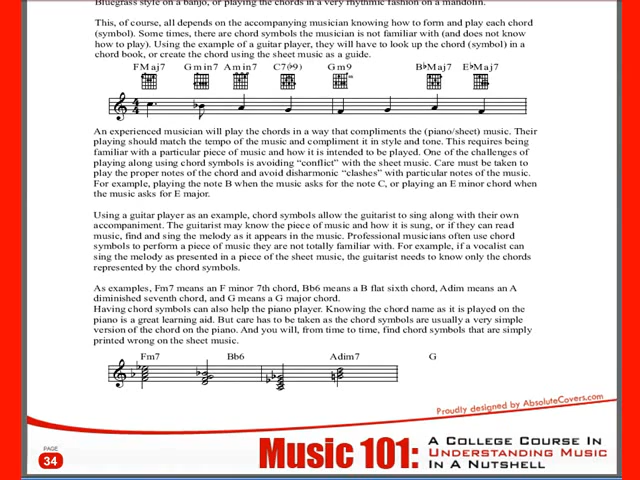 Bluegrass style on a banjo, or playing the chords in a very rhythmic fashion on a mandolin.
This, of course, all depends on the accompanying musician knowing how to form and play each chord
(symbol). Some times, there are chord symbols the musician is not familiar with (and does not know
how to play). Using the example of a guitar player, they will have to look up the chord (symbol) in a
chord book, or create the chord using the sheet music as a guide.
FMaj7 Gmin7 Amin7 C7(♭9) Gm9 B♭Maj7 E♭Maj7
An experienced musician will play the chords in a way that compliments the (piano/sheet) music. Their
playing should match the tempo of the music and compliment it in style and tone. This requires being
familiar with a particular piece of music and how it is intended to be played. One of the challenges of
playing along using chord symbols is avoiding “conflict” with the sheet music. Care must be taken to
play the proper notes of the chord and avoid disharmonic “clashes” with particular notes of the music.
For example, playing the note B when the music asks for the note C, or playing an E minor chord when
the music asks for E major.
Using a guitar player as an example, chord symbols allow the guitarist to sing along with their own
accompaniment. The guitarist may know the piece of music and how it is sung, or if they can read
music, find and sing the melody as it appears in the music. Professional musicians often use chord
symbols to perform a piece of music they are not totally familiar with. For example, if a vocalist can
sing the melody as presented in a piece of the sheet music, the guitarist needs to know only the chords
represented by the chord symbols.
As examples, Fm7 means an F minor 7th chord, Bb6 means a B flat sixth chord, Adim means an A
diminished seventh chord, and G means a G major chord.
Having chord symbols can also help the piano player. Knowing the chord name as it is played on the
piano is a great learning aid. But care has to be taken as the chord symbols are usually a very simple
version of the chord on the piano. And you will, from time to time, find chord symbols that are simply
printed wrong on the sheet music.
Fm7 Bb6 Adim7 G
Proudly designed by AbsoluteCovers.com
PAGE
34
Music 101:
A COLLEGE COURSE IN
UNDERSTANDING MUSIC
IN A NUTSHELL